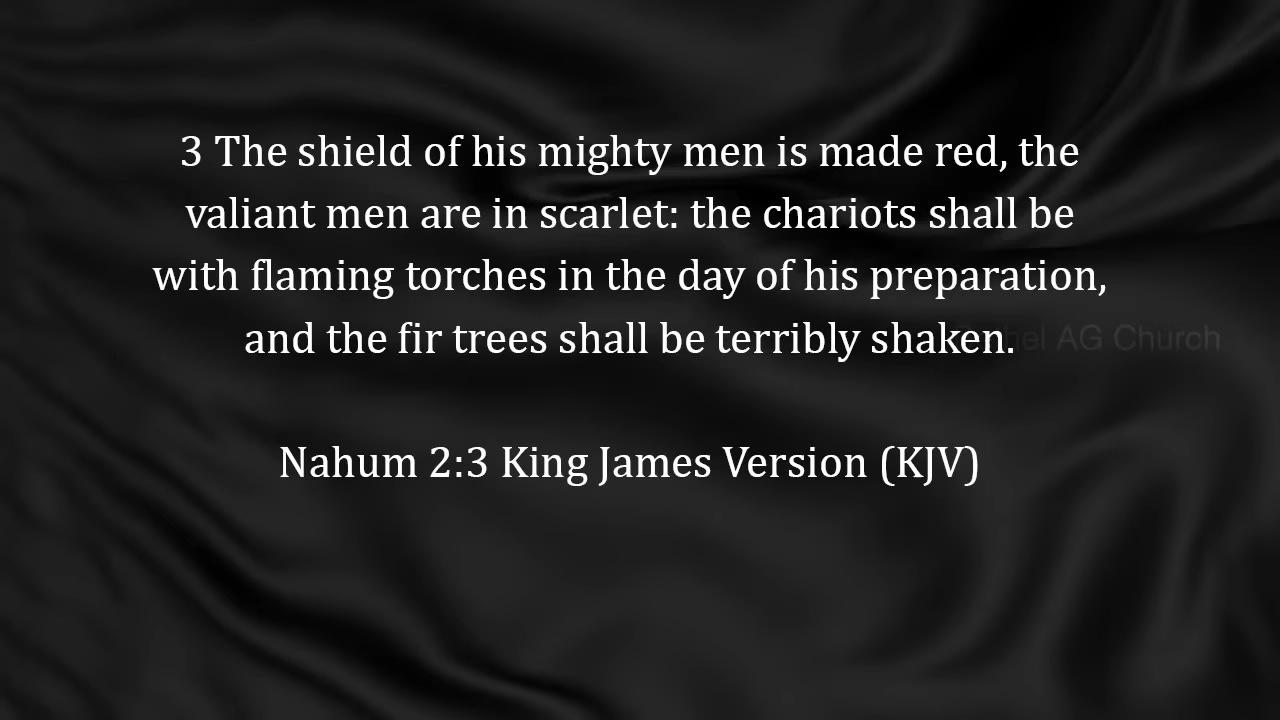 3 The shield of his mighty men is made red, the
valiant men are in scarlet: the chariots shall be
with flaming torches in the day of his preparation,
and the fir trees shall be terribly shaken.
AG Church
Nahum 2:3 King James Version (KJV)